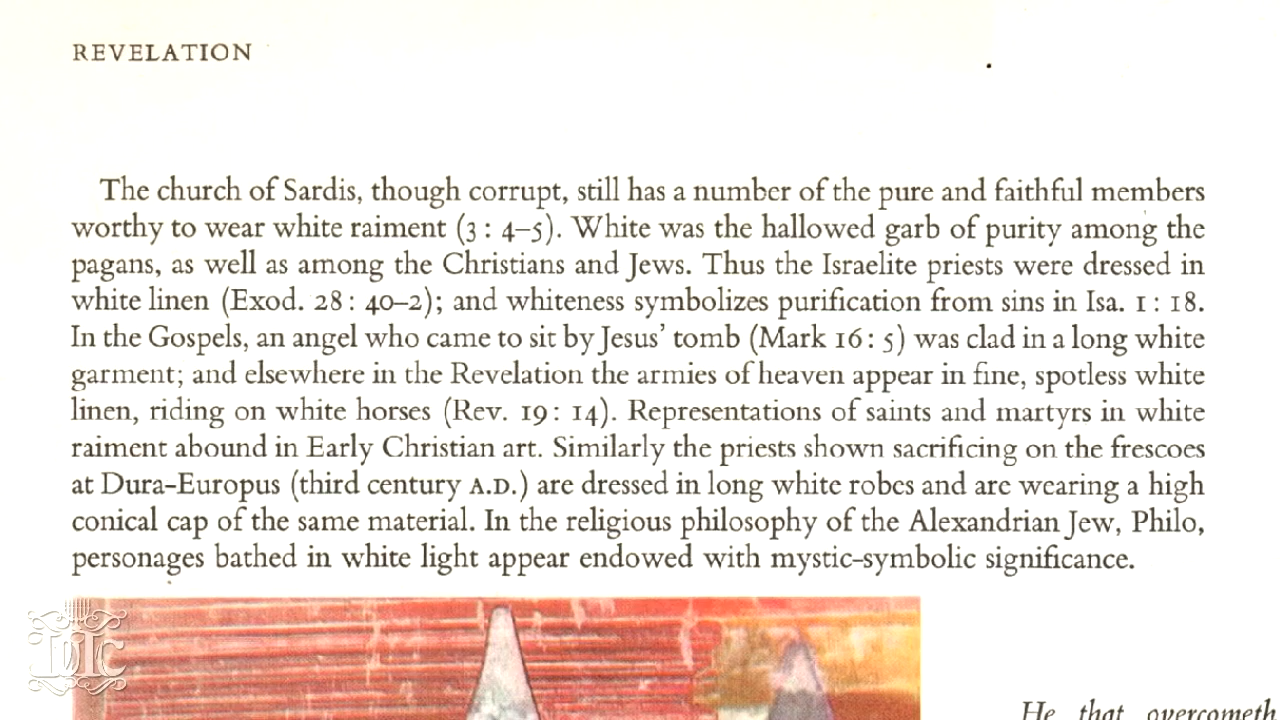 REVELATION
The church of Sardis, though corrupt, still has a number of the pure and faithful members
worthy to wear white raiment (3 : 4–5). White was the hallowed garb of purity among the
pagans, as well as among the Christians and Jews. Thus the Israelite priests were dressed in
white linen (Exod. 28 : 40–2); and whiteness symbolizes purification from sins in Isa. 1 : 18.
In the Gospels, an angel who came to sit by Jesus' tomb (Mark 16 : 5) was clad in a long white
garment; and elsewhere in the Revelation the armies of heaven appear in fine, spotless white
linen, riding on white horses (Rev. 19 : 14). Representations of saints and martyrs in white
raiment abound in Early Christian art. Similarly the priests shown sacrificing on the frescoes
at Dura-Europus (third century A.D.) are dressed in long white robes and are wearing a high
conical cap of the same material. In the religious philosophy of the Alexandrian Jew, Philo,
personages bathed in white light appear endowed with mystic-symbolic significance.
He that overcometh